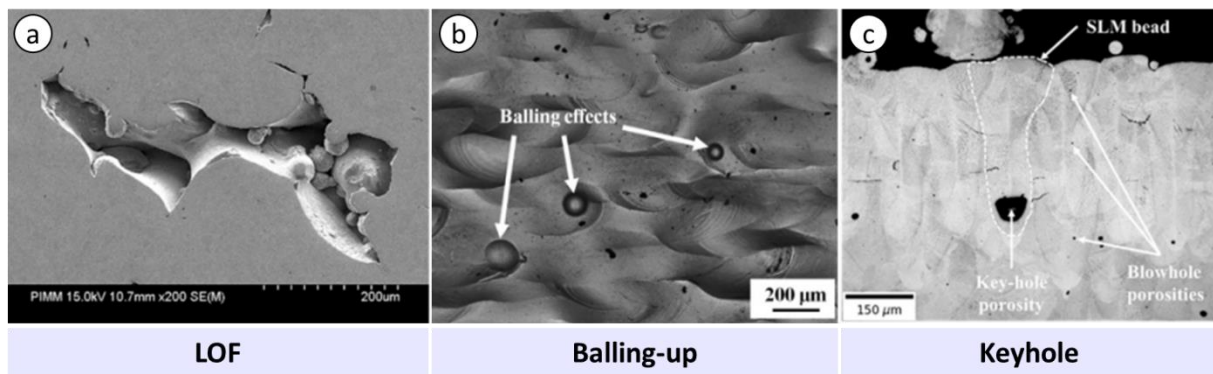 a
PIMM 15.0kV 10.7mm x200 SE(M)
200um
LOF
b
Balling effects
200 μm
Balling-up
c
SLM bead
Key-hole
porosity
Blowhole
porosities
150 μm
Keyhole